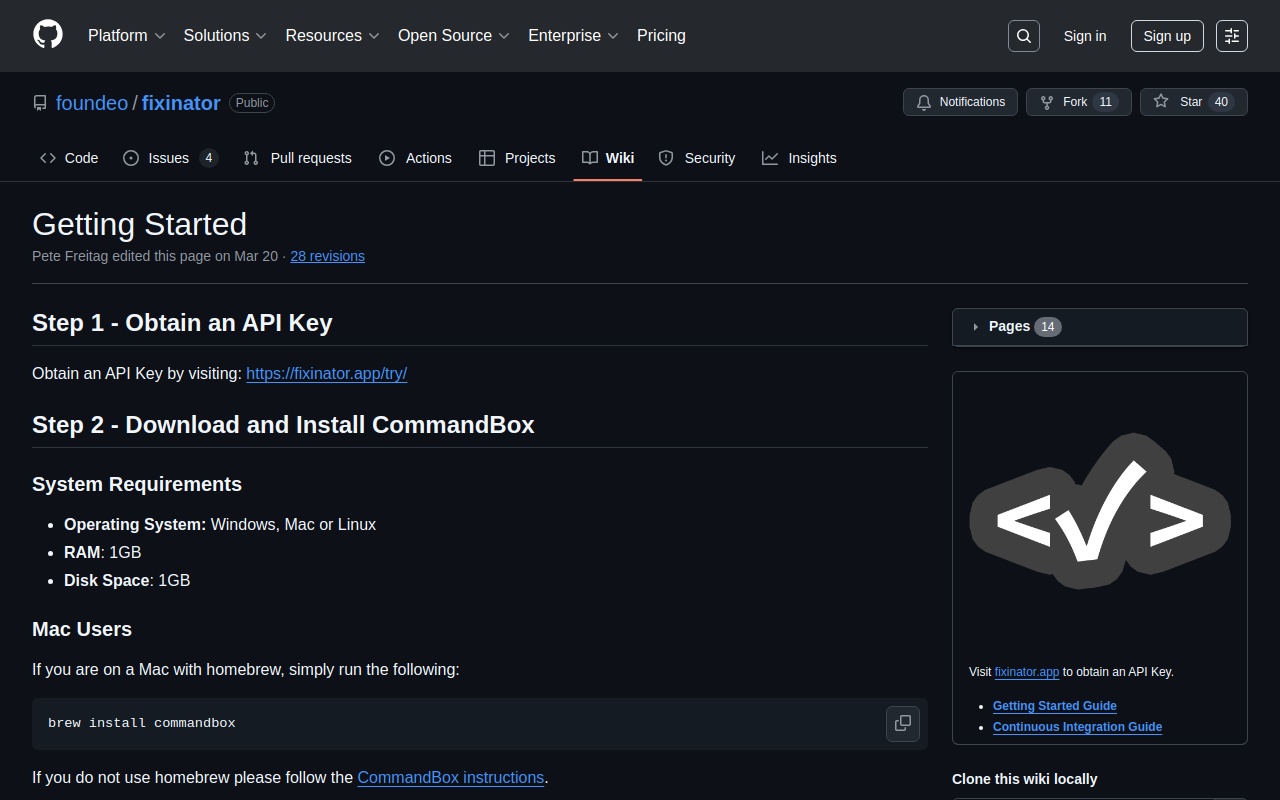 Platform Solutions Resources Open Source Enterprise Pricing Sign in Sign up
foundeo / fixinator Public Notifications Fork 11 Star 40
Code Issues 4 Pull requests Actions Projects Wiki Security Insights
Getting Started
Pete Freitag edited this page on Mar 20 · 28 revisions
Step 1 - Obtain an API Key
Obtain an API Key by visiting: https://fixinator.app/try/
Step 2 - Download and Install CommandBox
System Requirements
Operating System: Windows, Mac or Linux
RAM: 1GB
Disk Space: 1GB
Mac Users
If you are on a Mac with homebrew, simply run the following:
brew install commandbox
If you do not use homebrew please follow the CommandBox instructions.
Pages 14
Visit fixinator.app to obtain an API Key.
Getting Started Guide
Continuous Integration Guide
Clone this wiki locally